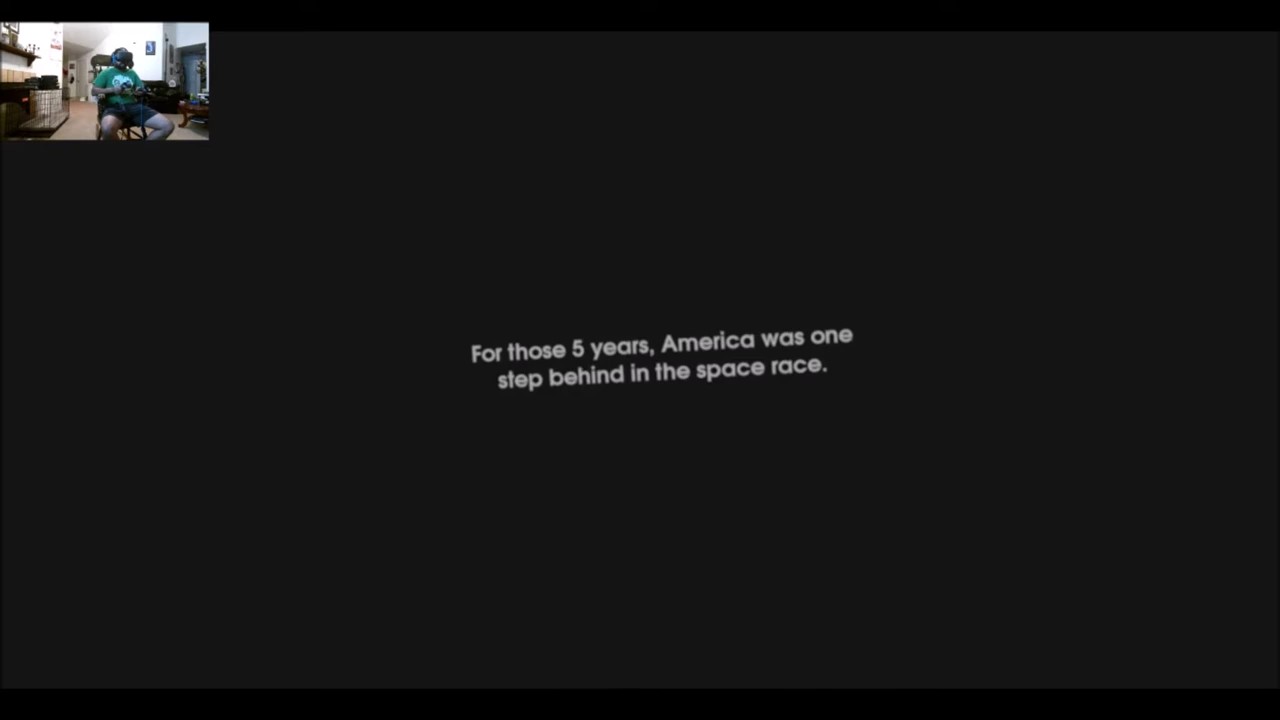 For those 5 years, America was one
step behind in the space race.